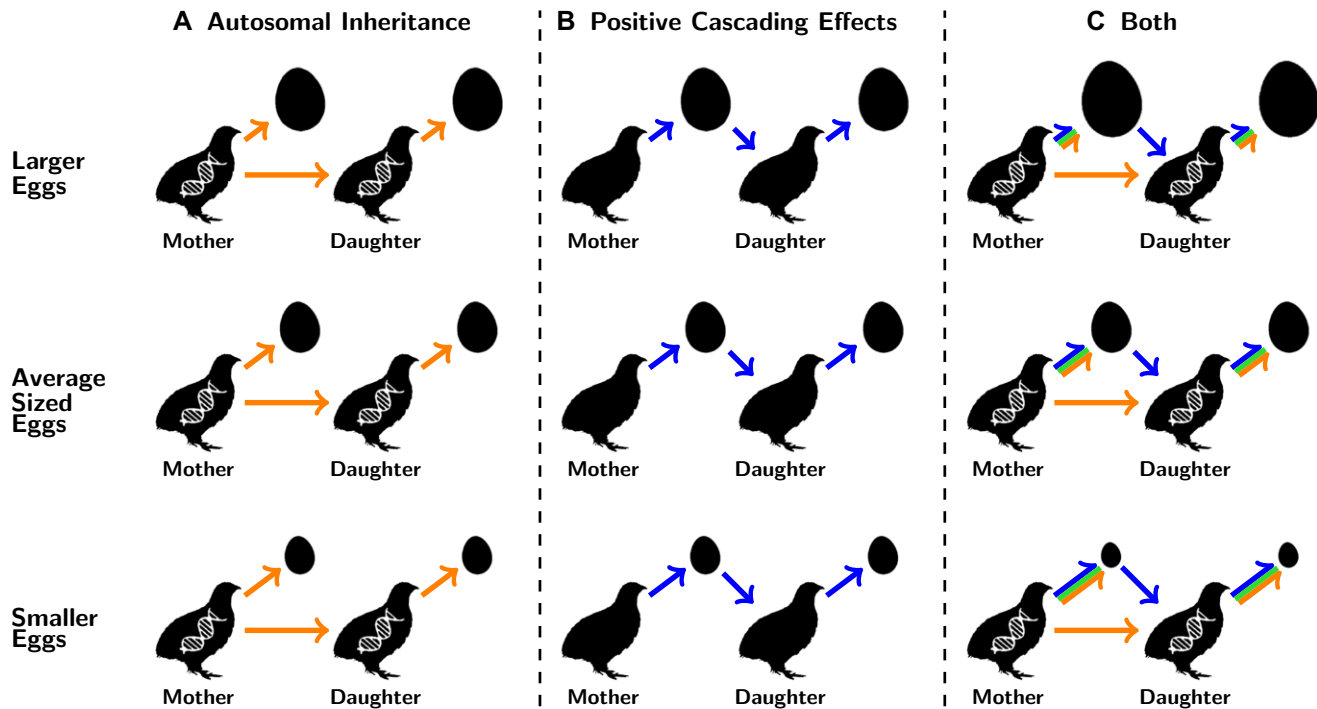 A Autosomal Inheritance
B Positive Cascading Effects
C Both
Larger
Eggs
Mother
Daughter
Mother
Daughter
Mother
Daughter
Average
Sized
Eggs
Mother
Daughter
Mother
Daughter
Mother
Daughter
Smaller
Eggs
Mother
Daughter
Mother
Daughter
Mother
Daughter